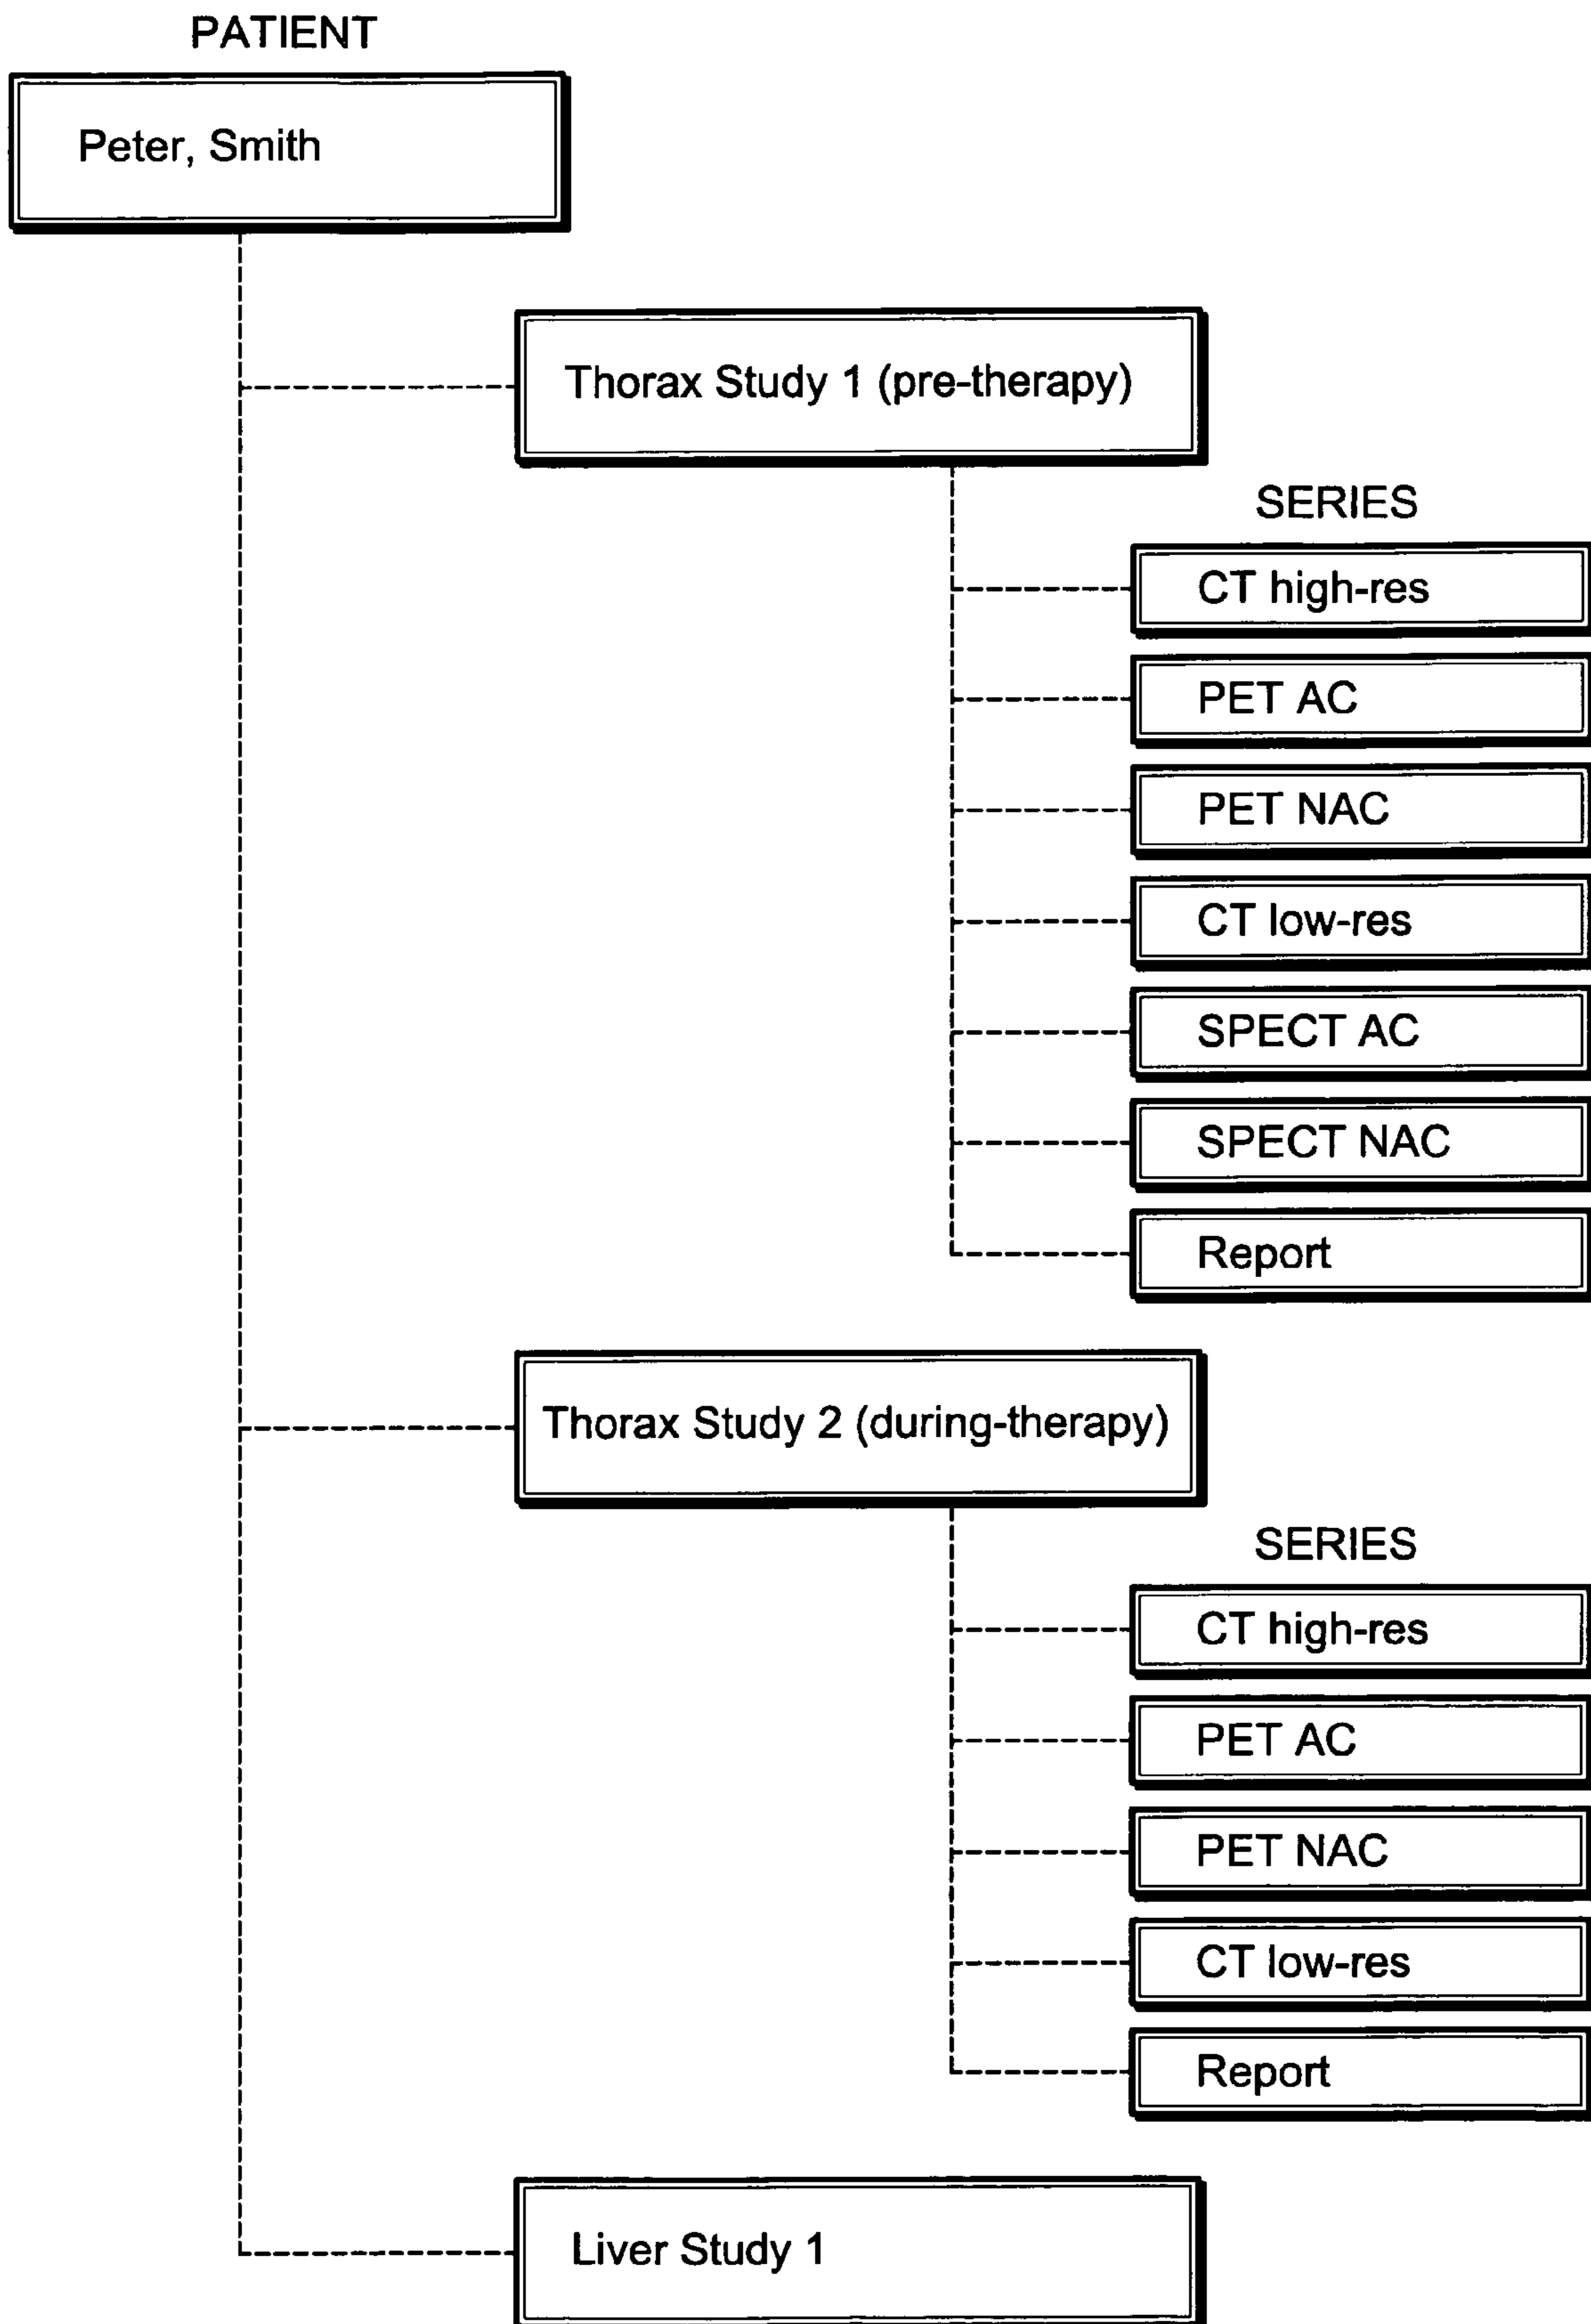 PATIENT
Peter, Smith
Thorax Study 1 (pre-therapy)
SERIES
CT high-res
PET AC
PET NAC
CT low-res
SPECT AC
SPECT NAC
Report
Thorax Study 2 (during-therapy)
SERIES
CT high-res
PET AC
PET NAC
CT low-res
Report
Liver Study 1